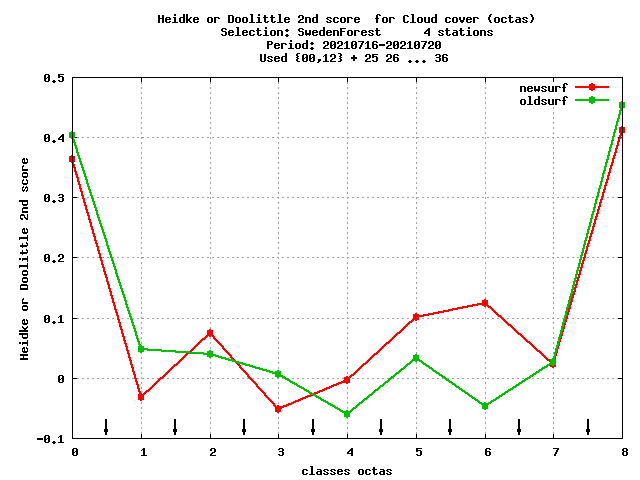 Heidke or Doolittle 2nd score  for Cloud cover (octas)
Selection: SwedenForest      4 stations
Period: 20210716-20210720
Used {00,12} + 25 26 ... 36
newsurf
oldsurf
0.5
0.4
0.3
0.2
0.1
0
-0.1
Heidke or Doolittle 2nd score
0 1 2 3 4 5 6 7 8
classes octas